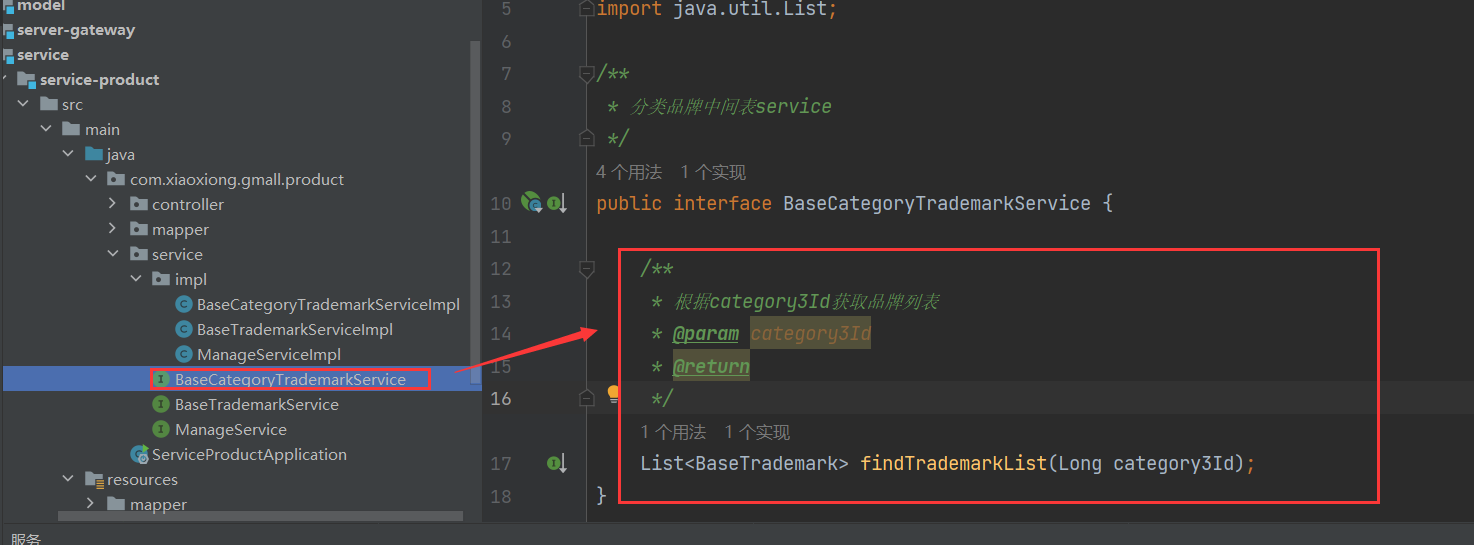 model
server-gateway
service
service-product
src
main
java
com.xiaoxiong.gmall.product
controller
mapper
service
impl
BaseCategoryTrademarkServiceImpl
BaseTrademarkServiceImpl
ManageServiceImpl
BaseCategoryTrademarkService
BaseTrademarkService
ManageService
ServiceProductApplication
resources
mapper
服务
5 import java.util.List;
6
7 /**
8 * 分类品牌中间表service
9 */
4 个用法 1 个实现
10 public interface BaseCategoryTrademarkService {
11
12 /**
13 * 根据category3Id获取品牌列表
14 * @param category3Id
15 * @return
16 */
1 个用法 1 个实现
17 List<BaseTrademark> findTrademarkList(Long category3Id);
18 }